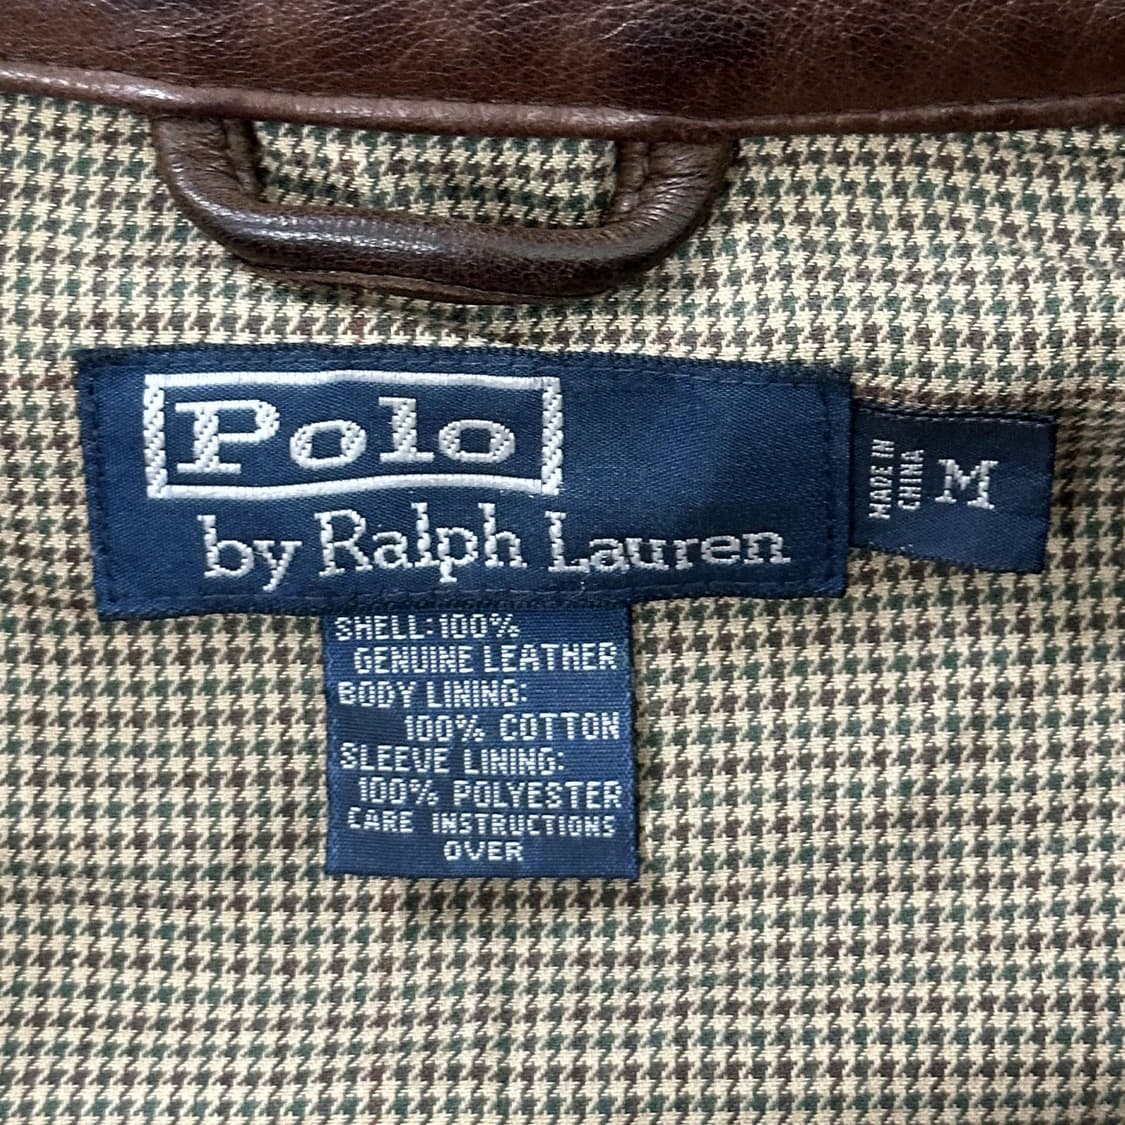 Polo
by Ralph Lauren
MADE IN
CHINA
M
SHELL:100%
GENUINE LEATHER
BODY LINING:
100% COTTON
SLEEVE LINING:
100% POLYESTER
CARE INSTRUCTIONS
OVER